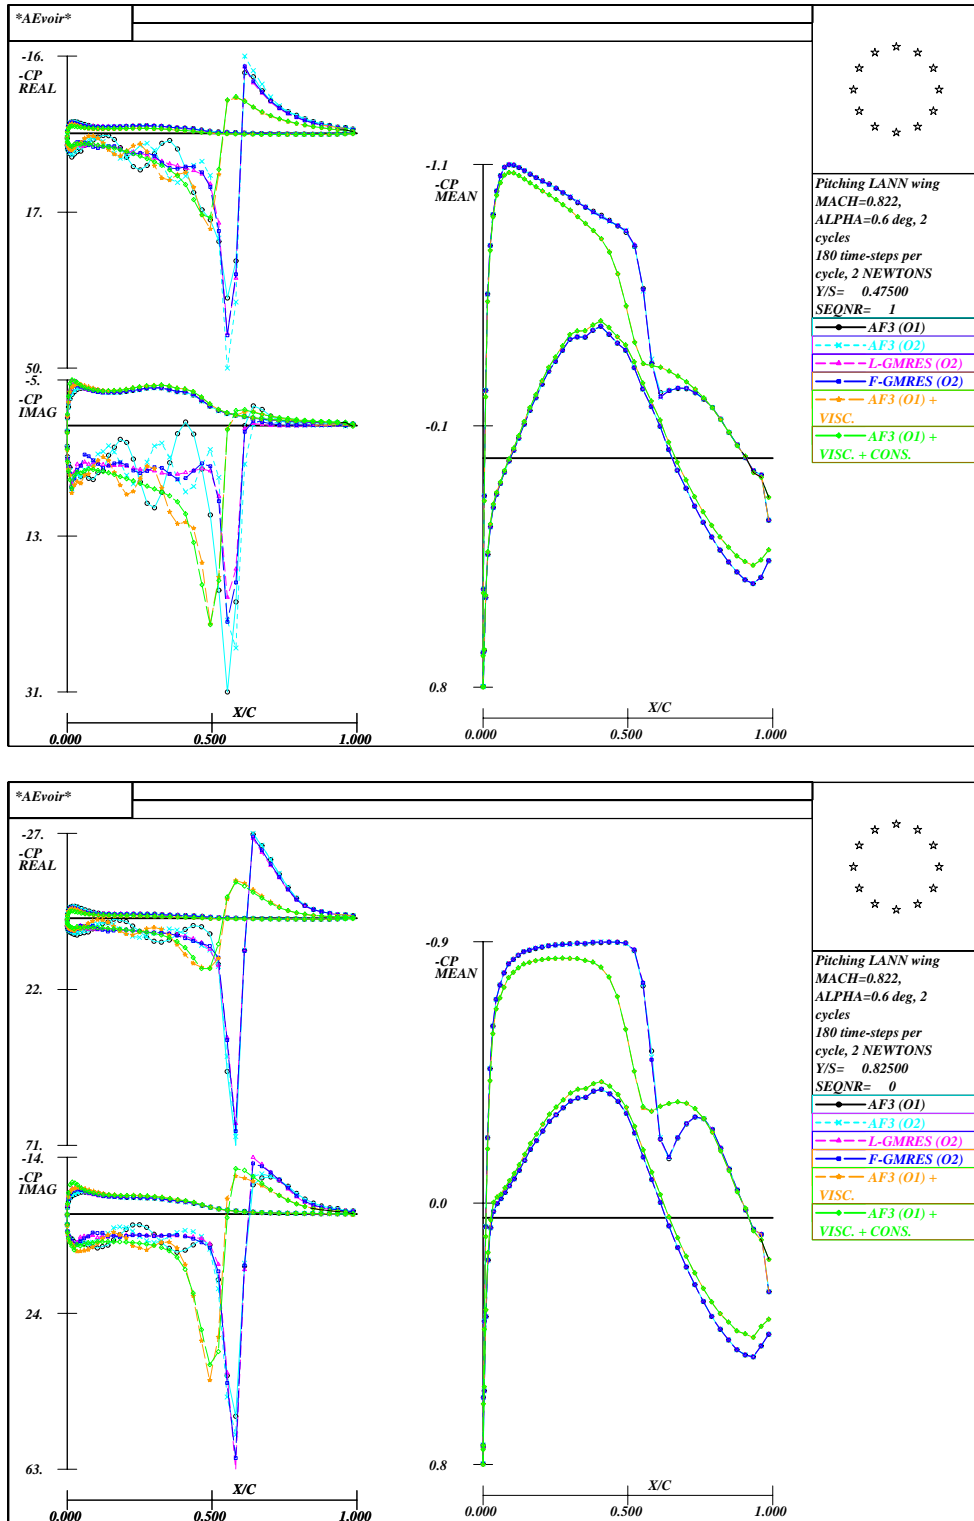 *AEvoir*
-16.
-CP
REAL
17.
50.
-5.
-CP
IMAG
13.
31.
X/C
0.000
0.500
1.000
-1.1
-CP
MEAN
-0.1
0.8
X/C
0.000
0.500
1.000
Pitching LANN wing
MACH=0.822,
ALPHA=0.6 deg, 2
cycles
180 time-steps per
cycle, 2 NEWTONS
Y/S= 0.47500
SEQNR= 1
AF3 (O1)
AF3 (O2)
L-GMRES (O2)
F-GMRES (O2)
AF3 (O1) +
VISC.
AF3 (O1) +
VISC. + CONS.
*AEvoir*
-27.
-CP
REAL
22.
71.
-14.
-CP
IMAG
24.
63.
X/C
0.000
0.500
1.000
-0.9
-CP
MEAN
0.0
0.8
X/C
0.000
0.500
1.000
Pitching LANN wing
MACH=0.822,
ALPHA=0.6 deg, 2
cycles
180 time-steps per
cycle, 2 NEWTONS
Y/S= 0.82500
SEQNR= 0
AF3 (O1)
AF3 (O2)
L-GMRES (O2)
F-GMRES (O2)
AF3 (O1) +
VISC.
AF3 (O1) +
VISC. + CONS.